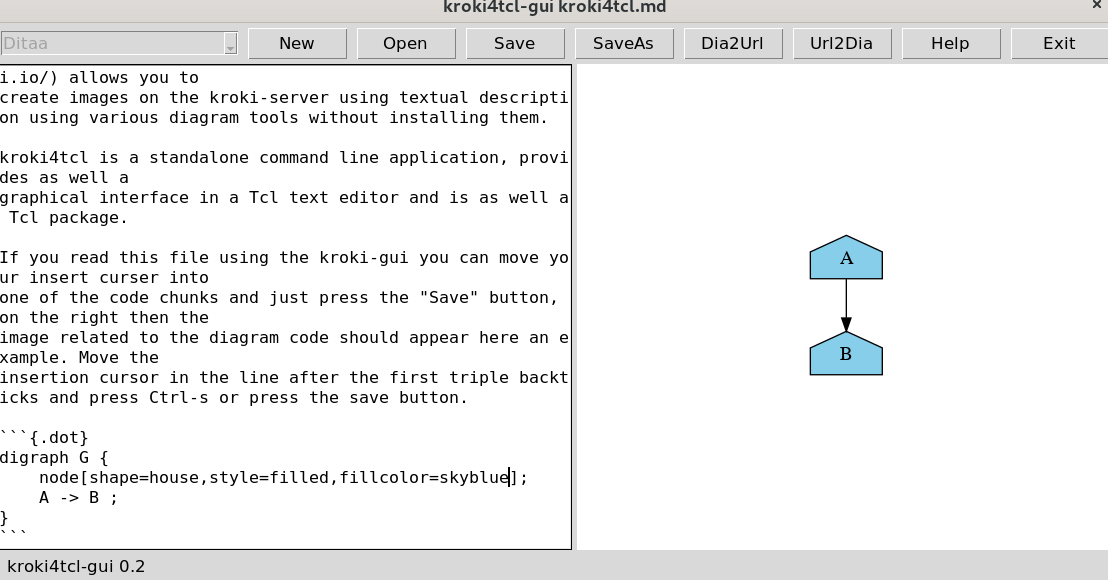 kroki4tcl-gui kroki4tcl.md
×
Ditaa
New
Open
Save
SaveAs
Dia2Url
Url2Dia
Help
Exit
i.io/) allows you to
create images on the kroki-server using textual descripti
on using various diagram tools without installing them.
kroki4tcl is a standalone command line application, provi
des as well a
graphical interface in a Tcl text editor and is as well a
 Tcl package.
If you read this file using the kroki-gui you can move yo
ur insert curser into
one of the code chunks and just press the "Save" button,
on the right then the
image related to the diagram code should appear here an e
xample. Move the
insertion cursor in the line after the first triple backt
icks and press Ctrl-s or press the save button.
```{.dot}
digraph G {
    node[shape=house,style=filled,fillcolor=skyblue];
    A -> B ;
}
```
A
B
kroki4tcl-gui 0.2